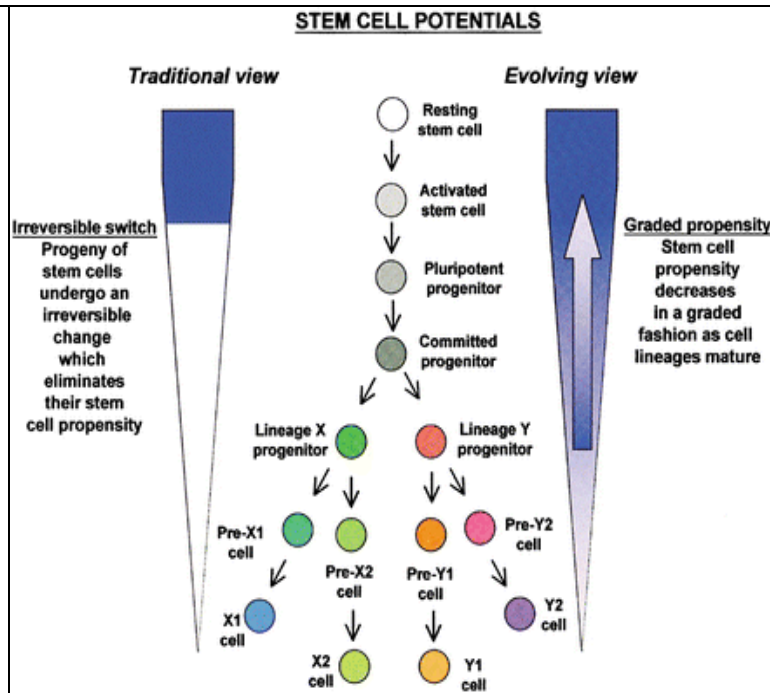 STEM CELL POTENTIALS
Traditional view
Evolving view
Irreversible switch
Progeny of
stem cells
undergo an
irreversible
change
which
eliminates
their stem
cell propensity
Resting
stem cell
Activated
stem cell
Pluripotent
progenitor
Committed
progenitor
Lineage X
progenitor
Lineage Y
progenitor
Pre-X1
cell
Pre-X2
cell
Pre-Y1
cell
Pre-Y2
cell
X1
cell
X2
cell
Y1
cell
Y2
cell
Graded propensity
Stem cell
propensity
decreases
in a graded
fashion as cell
lineages mature